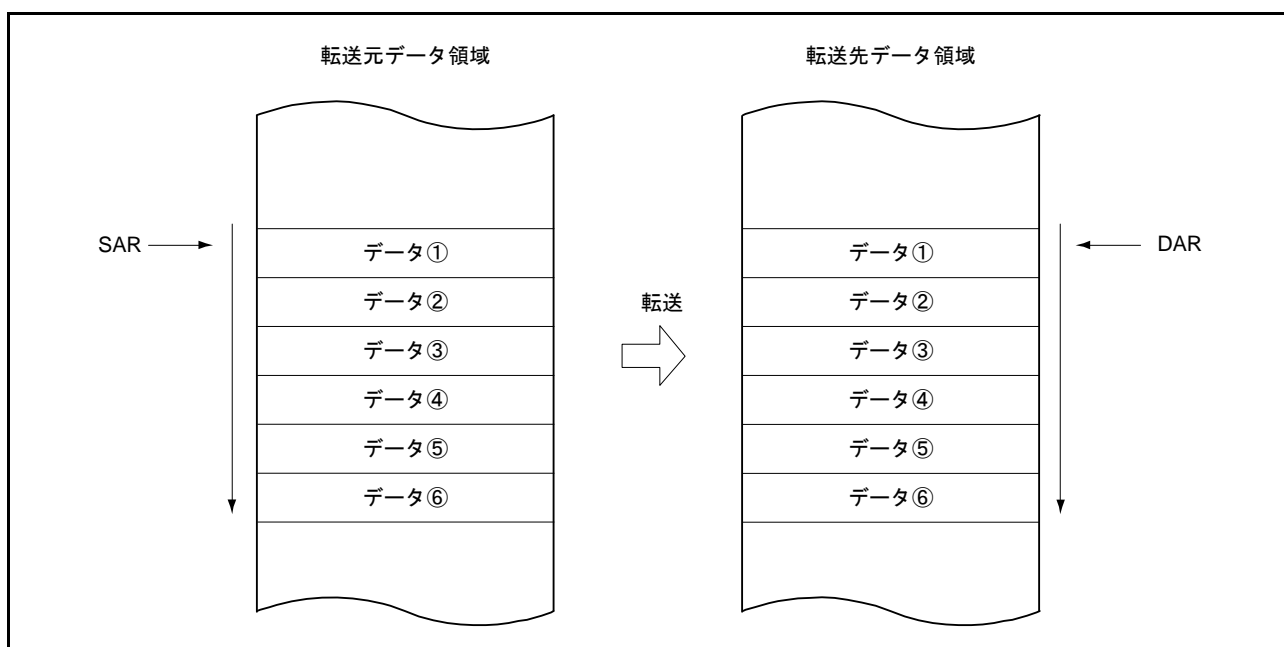 転送元データ領域
転送先データ領域
SAR
DAR
データ①
データ②
データ③
データ④
データ⑤
データ⑥
転送
データ①
データ②
データ③
データ④
データ⑤
データ⑥